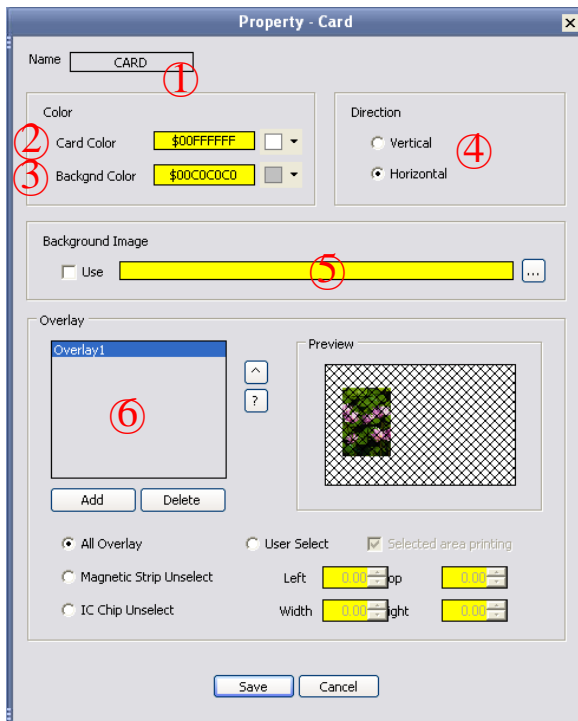 Property - Card
Name CARD
①
Color
② Card Color $00FFFFFF
③ Backgnd Color $00C0C0C0
Direction
Vertical
④
Horizontal
Background Image
Use ⑤ ...
Overlay
Overlay1
⑥
^
?
Preview
Add Delete
All Overlay User Select Selected area printing
Magnetic Strip Unselect Left 0.00 op 0.00
IC Chip Unselect Width 0.00 ight 0.00
Save Cancel